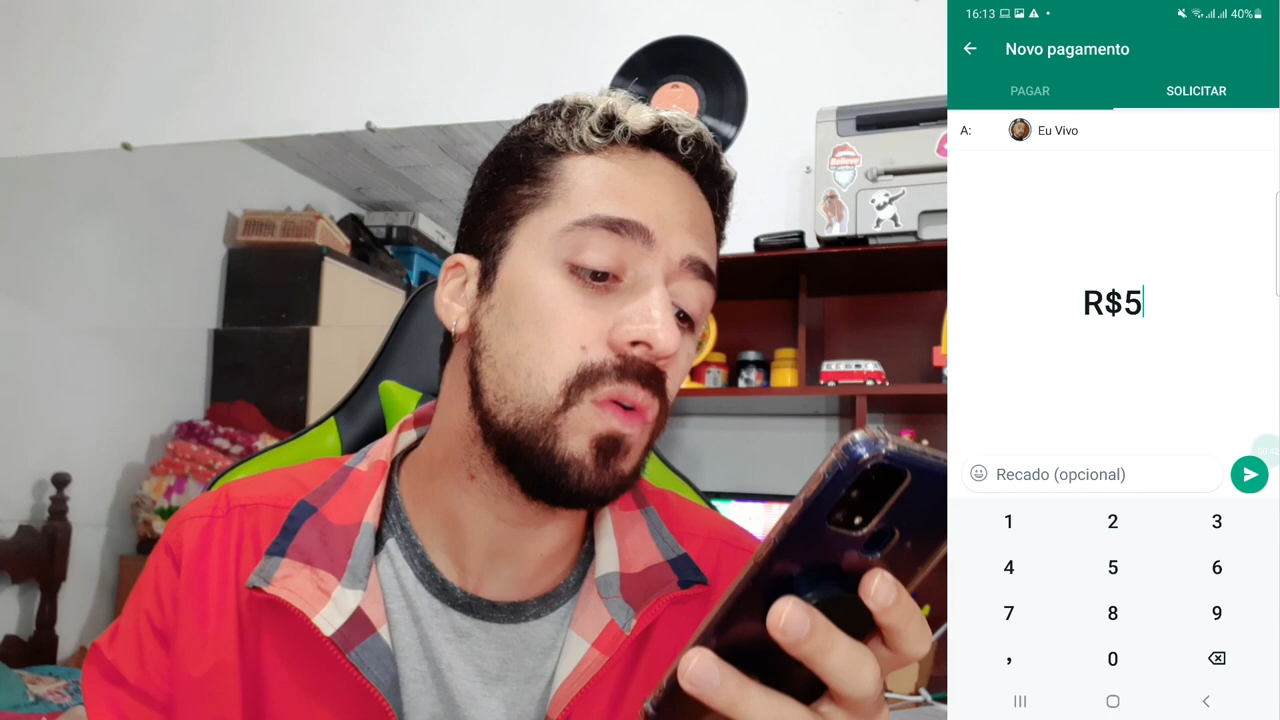 16:13
40%
Novo pagamento
PAGAR
SOLICITAR
A:
Eu Vivo
R$5
Recado (opcional)
1 2 3
4 5 6
7 8 9
, 0